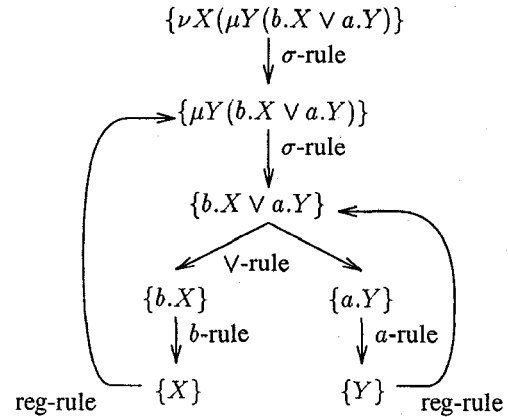 {νX(μY(b.X ∨ a.Y)}
σ-rule
{μY(b.X ∨ a.Y)}
σ-rule
{b.X ∨ a.Y}
∨-rule
{b.X} {a.Y}
b-rule a-rule
{X} {Y}
reg-rule reg-rule